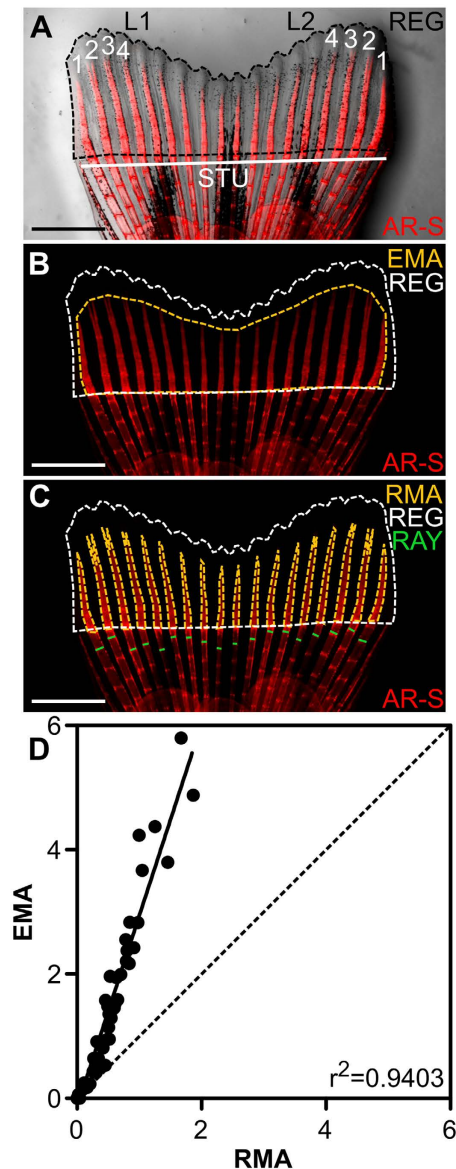 A L1 L2 REG
1 2 3 4 4 3 2 1
STU
AR-S
B EMA
REG
AR-S
C RMA
REG
RAY
AR-S
D
6
4
2
0
EMA
r²=0.9403
0 2 4 6
RMA